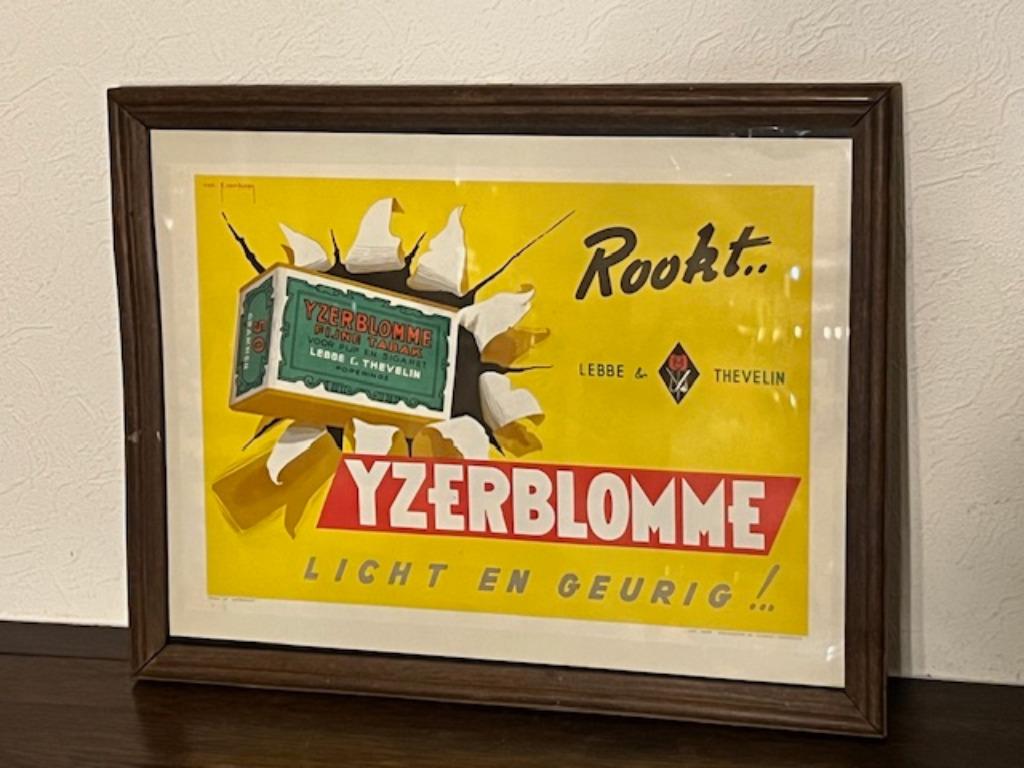 Rookt..
LEBBE & THEVELIN
YZERBLOMME
FIJNE TABAK
VOOR PIJP EN SIGARET
LEBBE & THEVELIN
POPERINGE
50
YZERBLOMME
LICHT EN GEURIG!...